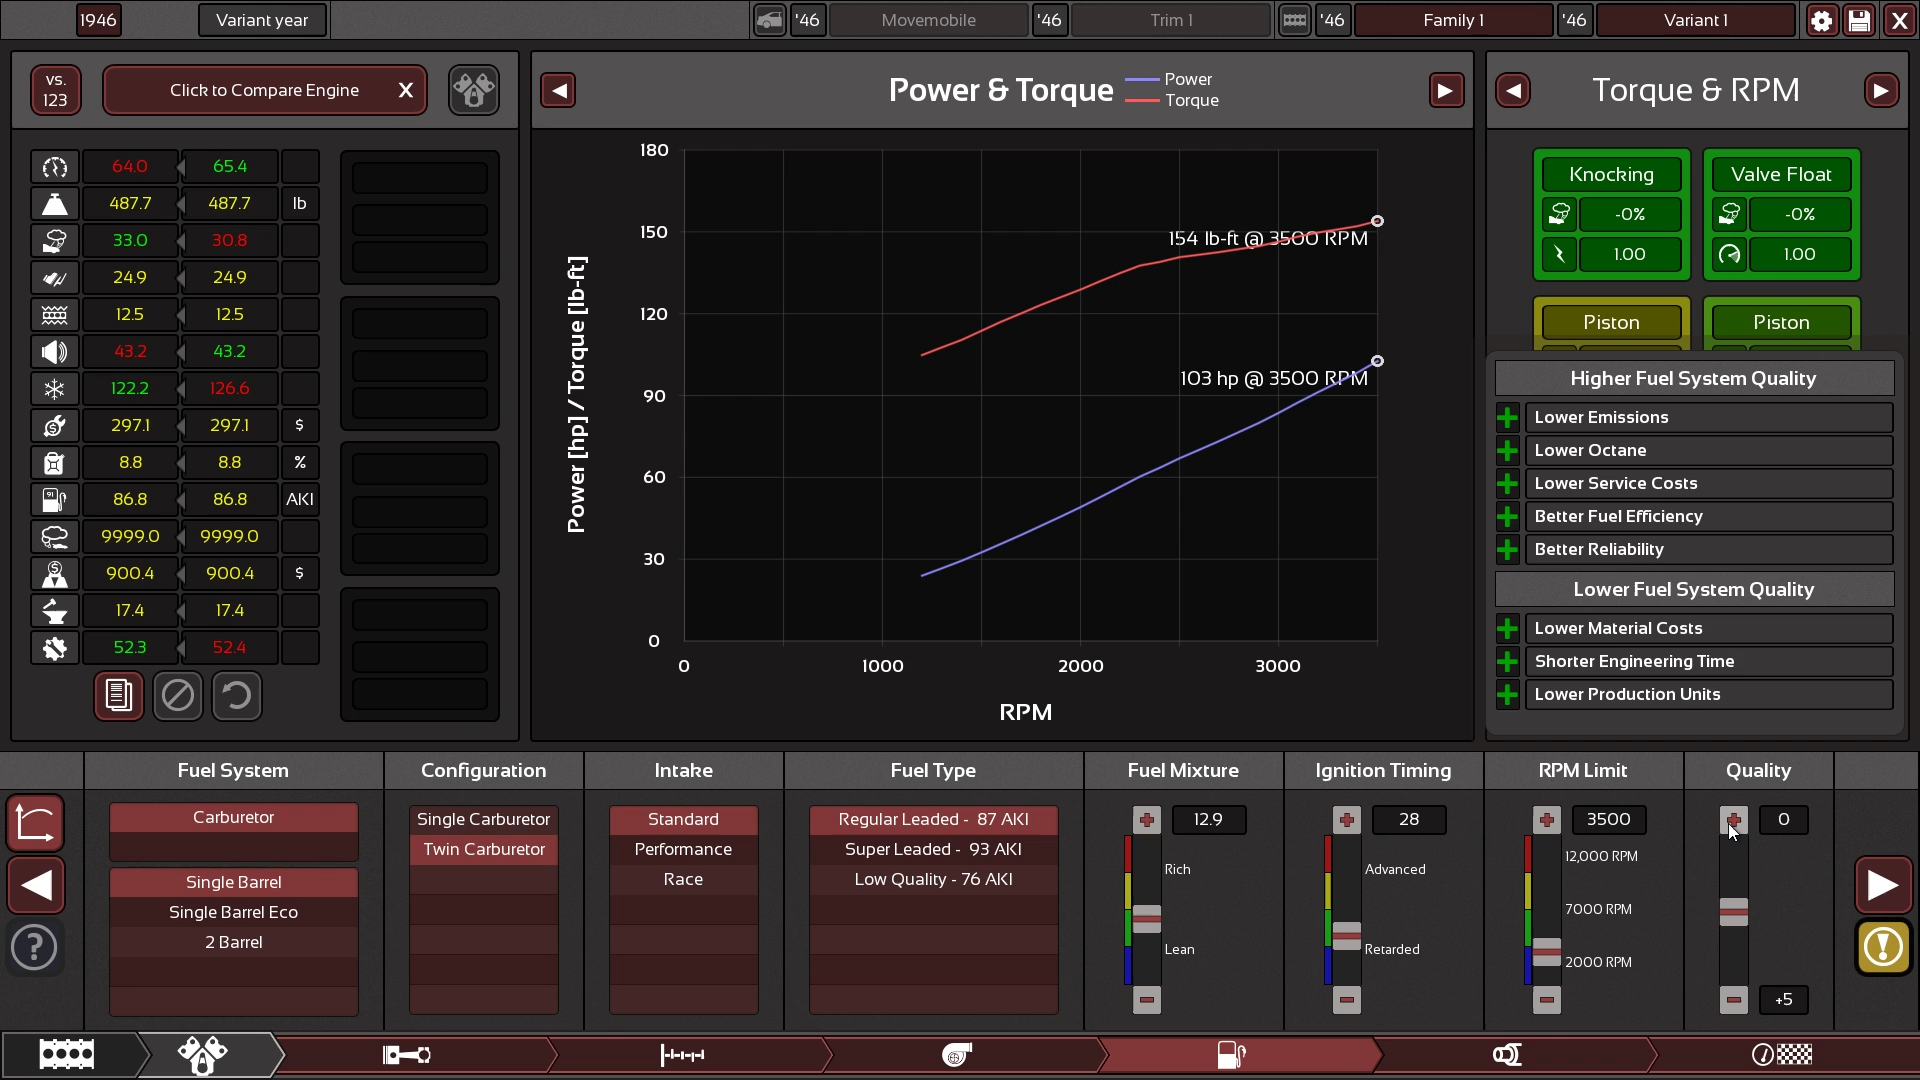 1946 Variant year '46 Movemobile '46 Trim 1 '46 Family 1 '46 Variant 1 X
vs. 123
Click to Compare Engine X
64.0 65.4
487.7 487.7 lb
33.0 30.8
24.9 24.9
12.5 12.5
43.2 43.2
122.2 126.6
297.1 297.1 $
8.8 8.8 %
86.8 86.8 AKI
9999.0 9999.0
900.4 900.4 $
17.4 17.4
52.3 52.4
Power & Torque
Power
Torque
180
150
120
90
60
30
0
Power [hp] / Torque [lb-ft]
154 lb-ft @ 3500 RPM
103 hp @ 3500 RPM
0 1000 2000 3000
RPM
Torque & RPM
Knocking Valve Float
-0% -0%
1.00 1.00
Piston Piston
Higher Fuel System Quality
Lower Emissions
Lower Octane
Lower Service Costs
Better Fuel Efficiency
Better Reliability
Lower Fuel System Quality
Lower Material Costs
Shorter Engineering Time
Lower Production Units
Fuel System
Carburetor
Single Barrel
Single Barrel Eco
2 Barrel
Configuration
Single Carburetor
Twin Carburetor
Intake
Standard
Performance
Race
Fuel Type
Regular Leaded - 87 AKI
Super Leaded - 93 AKI
Low Quality - 76 AKI
Fuel Mixture
12.9
Rich
Lean
Ignition Timing
28
Advanced
Retarded
RPM Limit
3500
12,000 RPM
7000 RPM
2000 RPM
Quality
0
+5